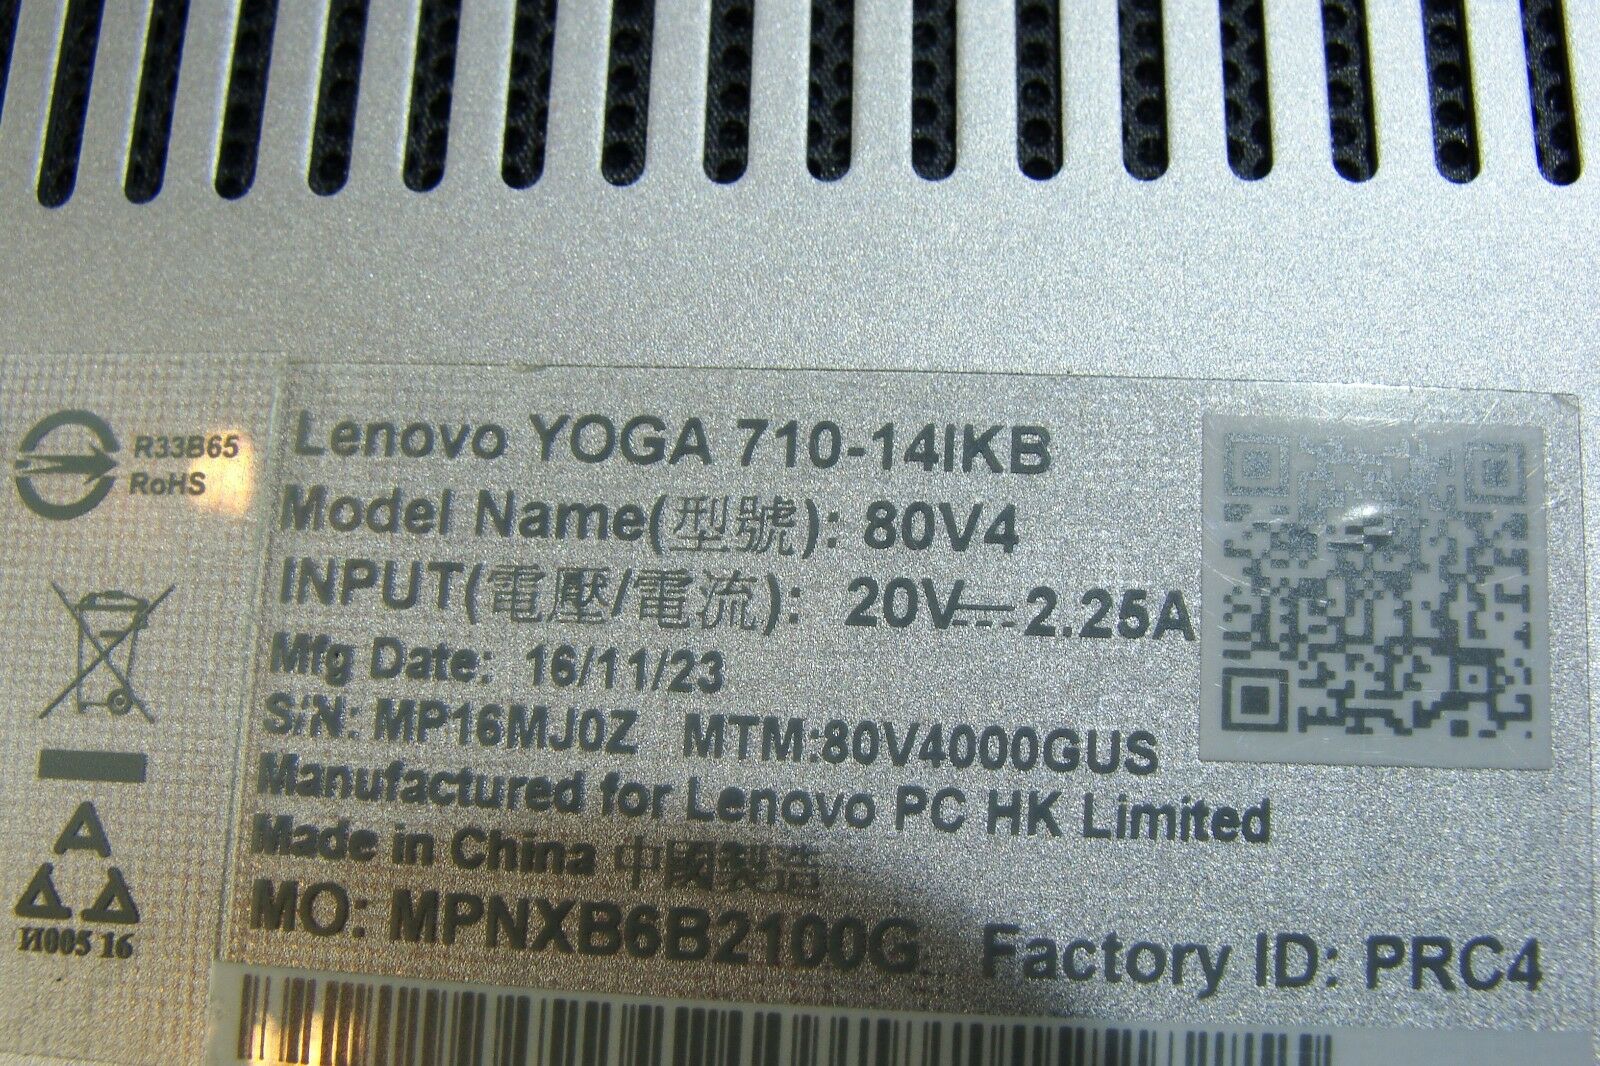 R33B65
RoHS
A
И005 16
Lenovo YOGA 710-14IKB
Model Name(型號): 80V4
INPUT(電壓/電流): 20V⎓2.25A
Mfg Date: 16/11/23
S/N: MP16MJ0Z MTM:80V4000GUS
Manufactured for Lenovo PC HK Limited
Made in China 中國製造
MO: MPNXB6B2100G Factory ID: PRC4